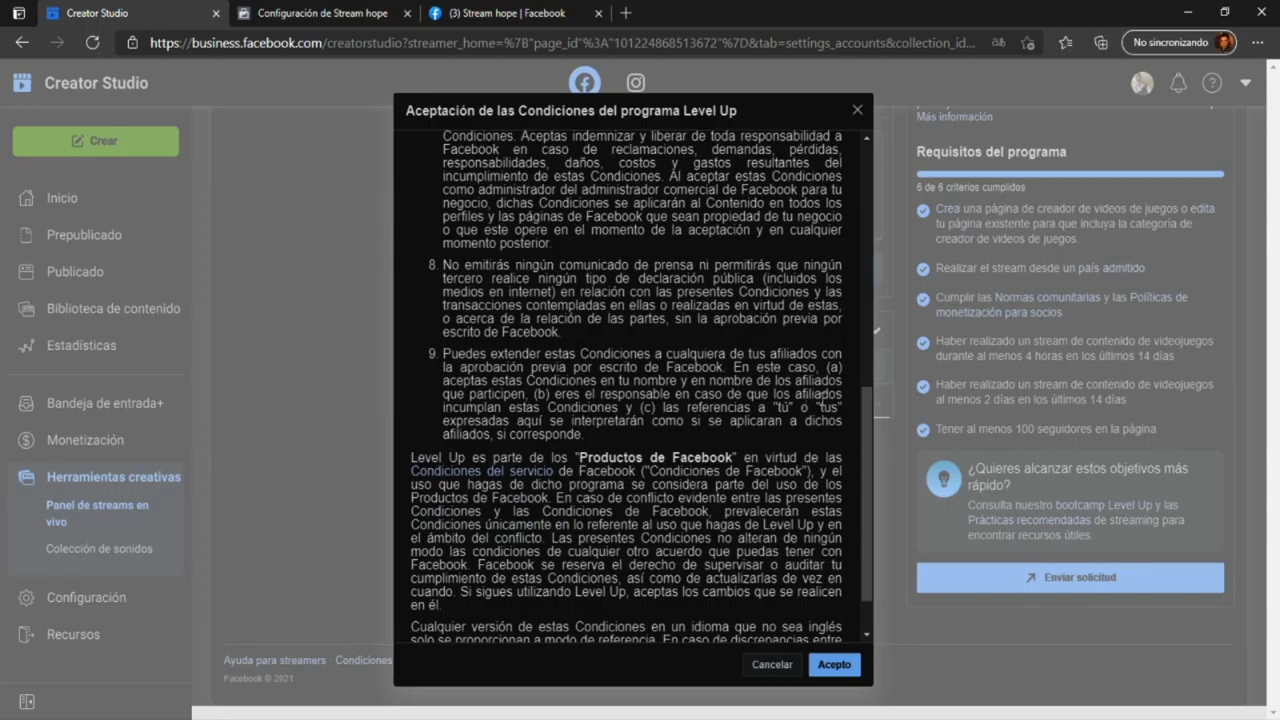 Creator Studio
Configuración de Stream hope
(3) Stream hope | Facebook
https://business.facebook.com/creatorstudio?streamer_home=%7B"page_id"%3A"101224868513672"%7D&tab=settings_accounts&collection_id...
No sincronizando
Creator Studio
Crear
Inicio
Prepublicado
Publicado
Biblioteca de contenido
Estadísticas
Bandeja de entrada+
Monetización
Herramientas creativas
Panel de streams en
vivo
Colección de sonidos
Configuración
Recursos
Aceptación de las Condiciones del programa Level Up
Condiciones. Aceptas indemnizar y liberar de toda responsabilidad a
Facebook en caso de reclamaciones, demandas, pérdidas,
responsabilidades, daños, costos y gastos resultantes del
incumplimiento de estas Condiciones. Al aceptar estas Condiciones
como administrador del administrador comercial de Facebook para tu
negocio, dichas Condiciones se aplicarán al Contenido en todos los
perfiles y las páginas de Facebook que sean propiedad de tu negocio
o que este opere en el momento de la aceptación y en cualquier
momento posterior.
8. No emitirás ningún comunicado de prensa ni permitirás que ningún
tercero realice ningún tipo de declaración pública (incluidos los
medios en internet) en relación con las presentes Condiciones y las
transacciones contempladas en ellas o realizadas en virtud de estas,
o acerca de la relación de las partes, sin la aprobación previa por
escrito de Facebook.
9. Puedes extender estas Condiciones a cualquiera de tus afiliados con
la aprobación previa por escrito de Facebook. En este caso, (a)
aceptas estas Condiciones en tu nombre y en nombre de los afiliados
que participen, (b) eres el responsable en caso de que los afiliados
incumplan estas Condiciones y (c) las referencias a "tú" o "tus"
expresadas aquí se interpretarán como si se aplicaran a dichos
afiliados, si corresponde.
Level Up es parte de los "Productos de Facebook" en virtud de las
Condiciones del servicio de Facebook ("Condiciones de Facebook"), y el
uso que hagas de dicho programa se considera parte del uso de los
Productos de Facebook. En caso de conflicto evidente entre las presentes
Condiciones y las Condiciones de Facebook, prevalecerán estas
Condiciones únicamente en lo referente al uso que hagas de Level Up y en
el ámbito del conflicto. Las presentes Condiciones no alteran de ningún
modo las condiciones de cualquier otro acuerdo que puedas tener con
Facebook. Facebook se reserva el derecho de supervisar o auditar tu
cumplimiento de estas Condiciones, así como de actualizarlas de vez en
cuando. Si sigues utilizando Level Up, aceptas los cambios que se realicen
en él.
Cualquier versión de estas Condiciones en un idioma que no sea inglés
solo se proporcionan a modo de referencia. En caso de discrepancias entre
Cancelar
Acepto
Más información
Requisitos del programa
6 de 6 criterios cumplidos
Crea una página de creador de videos de juegos o edita
tu página existente para que incluya la categoría de
creador de videos de juegos.
Realizar el stream desde un país admitido
Cumplir las Normas comunitarias y las Políticas de
monetización para socios
Haber realizado un stream de contenido de videojuegos
durante al menos 4 horas en los últimos 14 días
Haber realizado un stream de contenido de videojuegos
al menos 2 días en los últimos 14 días
Tener al menos 100 seguidores en la página
¿Quieres alcanzar estos objetivos más
rápido?
Consulta nuestro bootcamp Level Up y las
Prácticas recomendadas de streaming para
encontrar recursos útiles.
Enviar solicitud
Ayuda para streamers Condiciones
Facebook © 2021